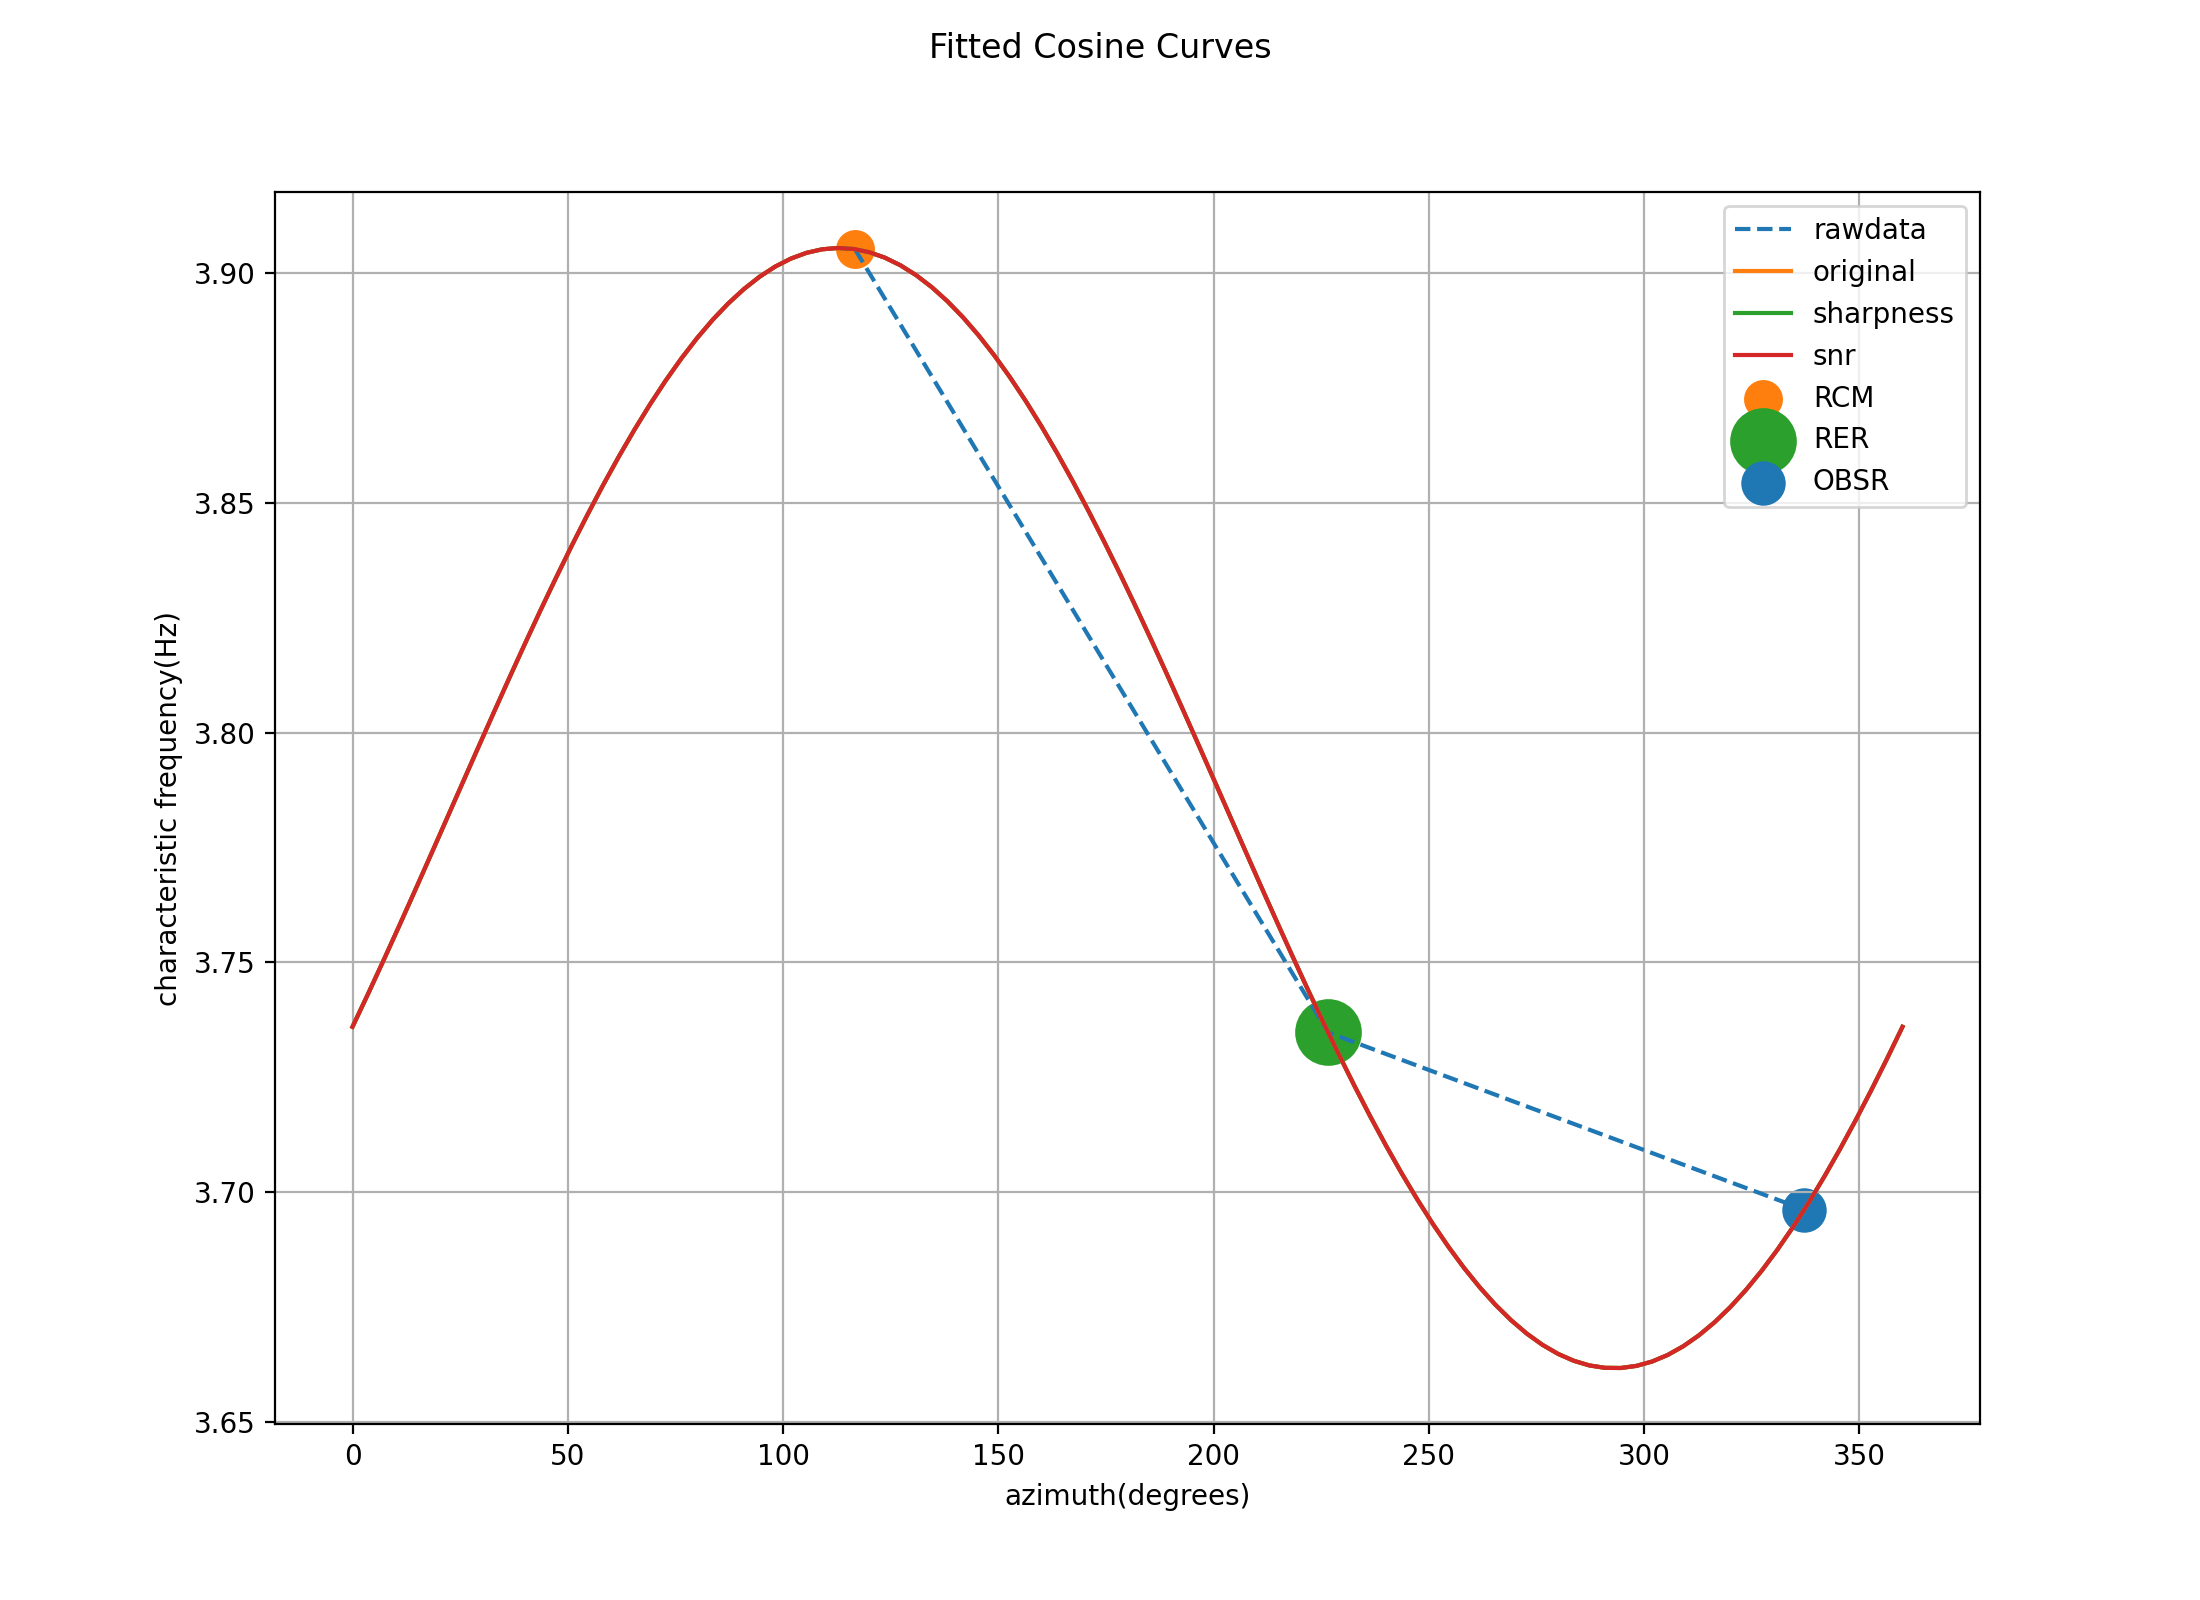 Fitted Cosine Curves
rawdata
original
sharpness
snr
RCM
RER
OBSR
3.90
3.85
3.80
3.75
3.70
3.65
characteristic frequency(Hz)
0 50 100 150 200 250 300 350
azimuth(degrees)